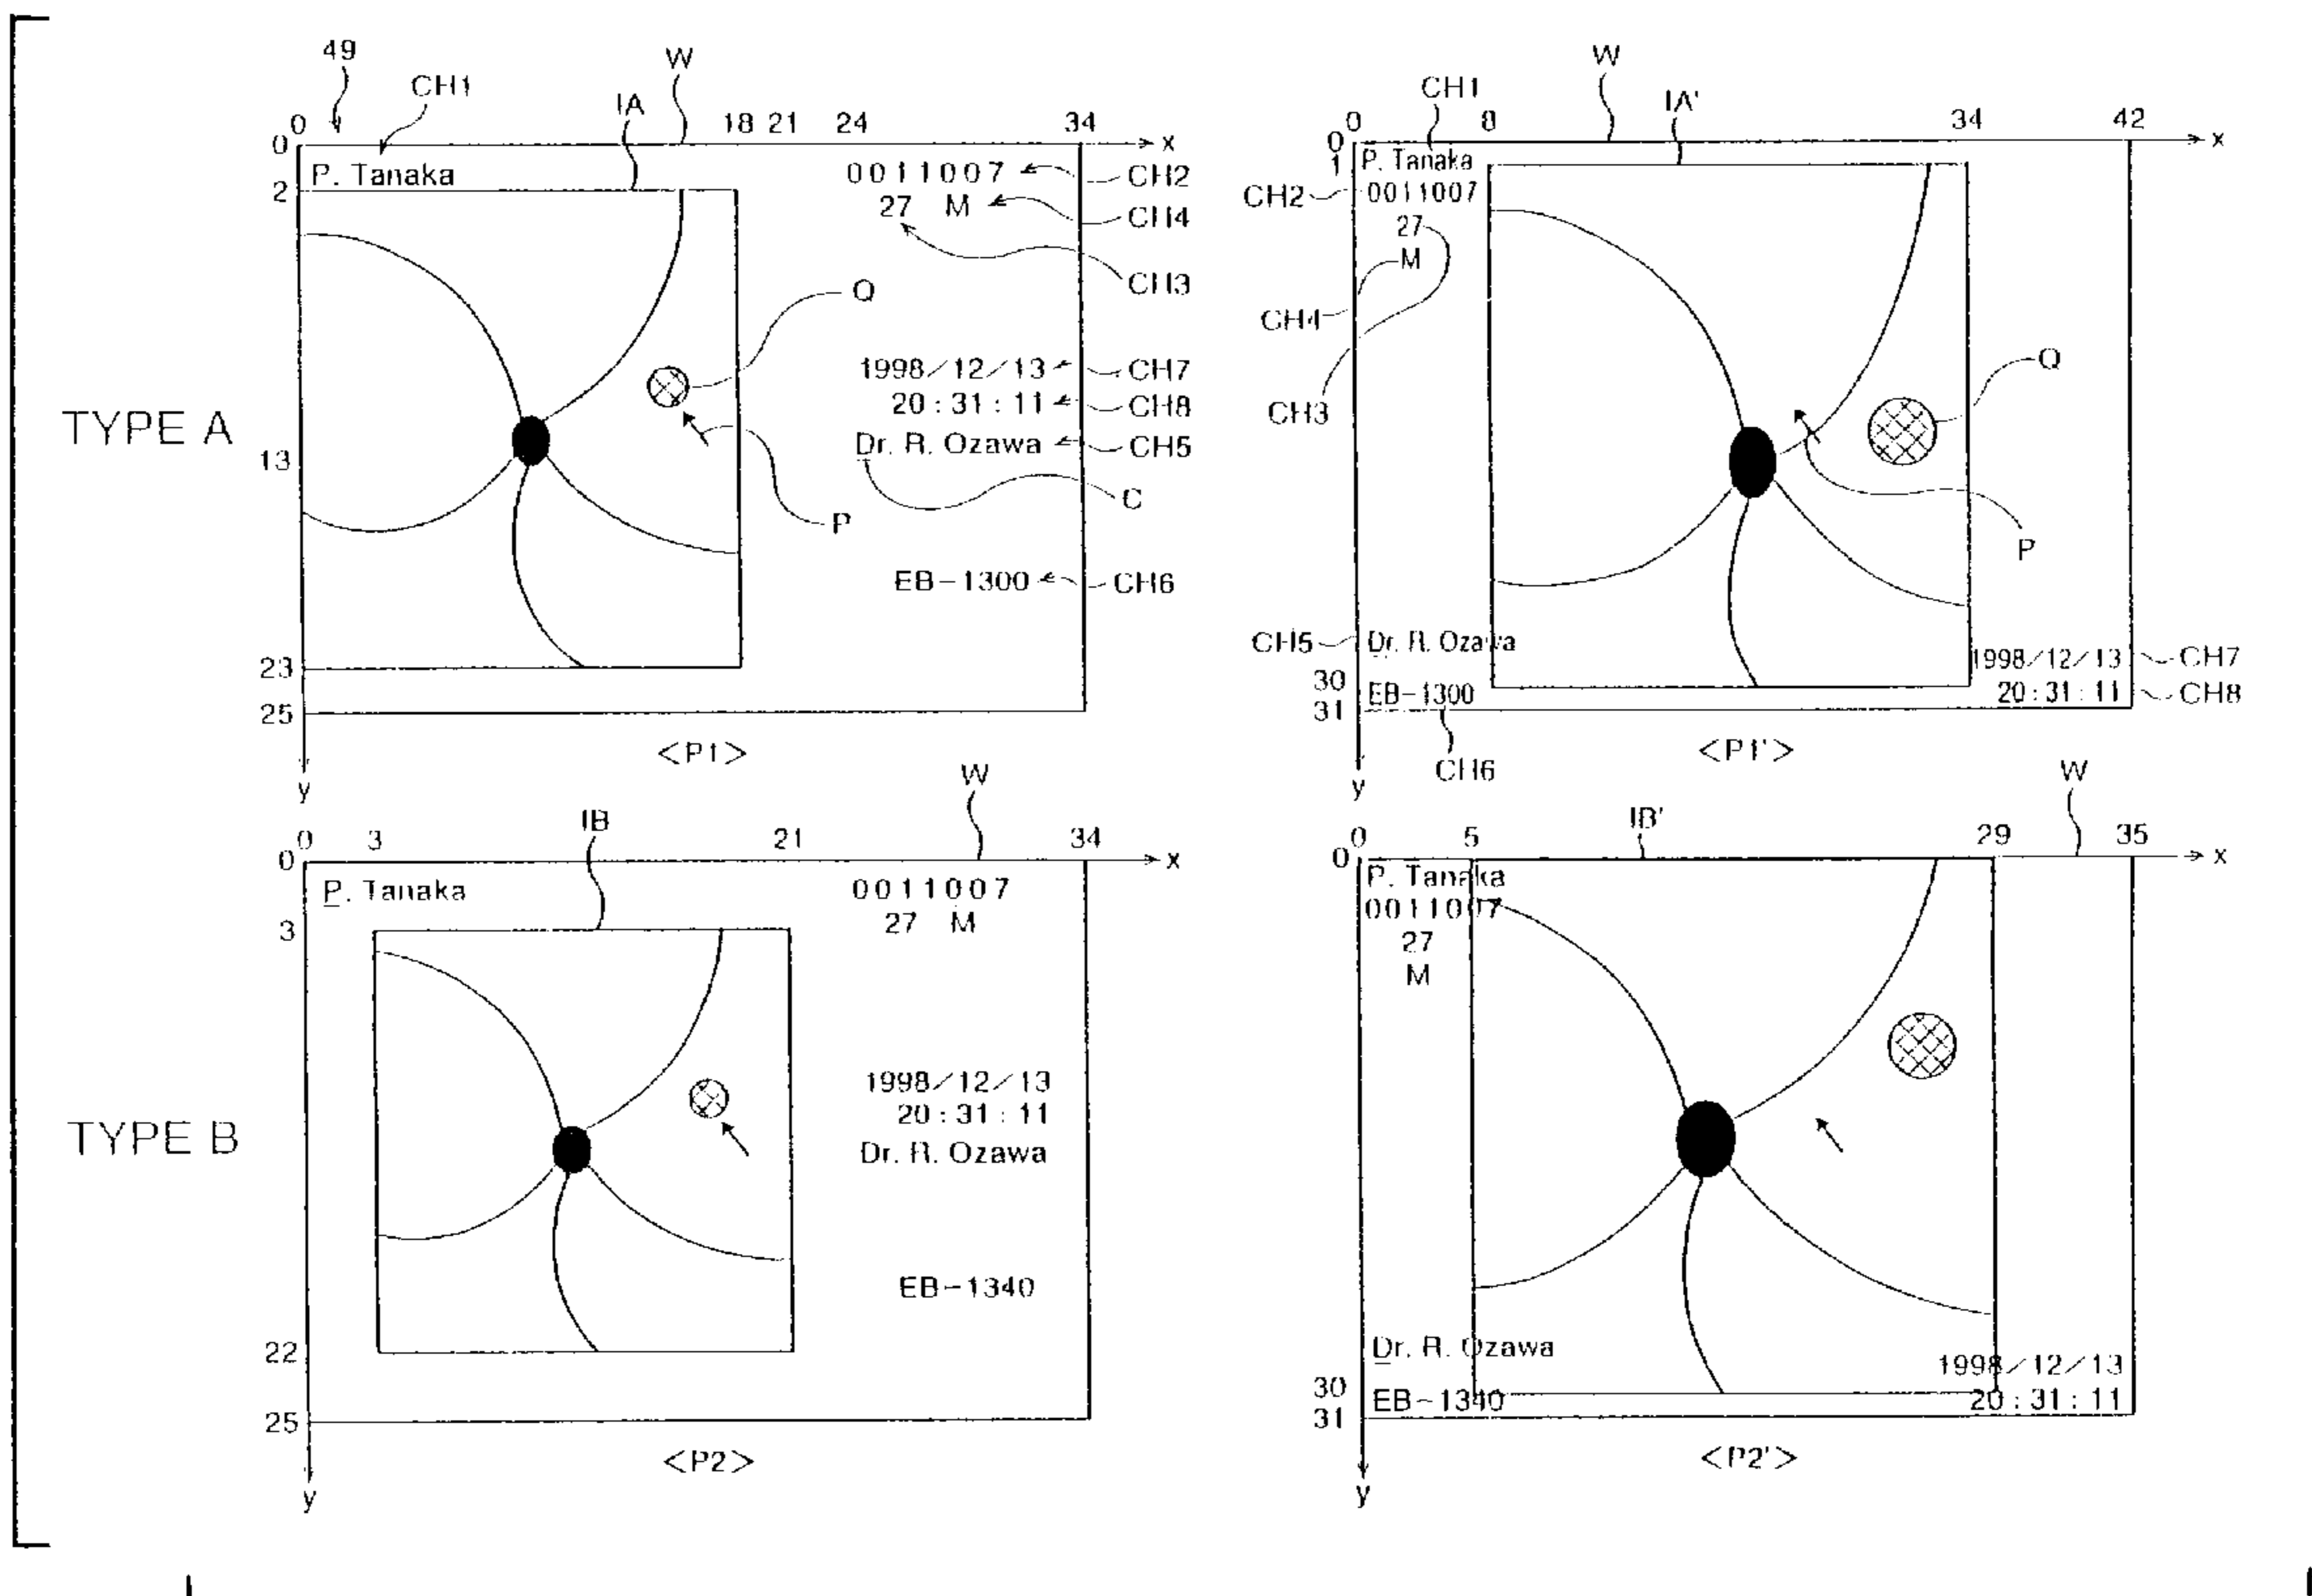 TYPE A
49
CH1
IA
W
0 18 21 24 34 x
0
P. Tanaka
0011007
CH2
2
27 M
CH4
CH3
Q
1998/12/13
CH7
20:31:11
CH8
Dr. R. Ozawa
CH5
13
C
P
EB-1300
CH6
23
25
y
<P1>
W
CH1
IA'
0 8 34 42 x
0
1
P. Tanaka
CH2
0011007
27
M
CH4
CH3
Q
P
CH5
Dr. R. Ozawa
1998/12/13
CH7
30
EB-1300
20:31:11
CH8
31
CH6
y
<P1'>
TYPE B
IB
W
0 3 21 34 x
0
P. Tanaka
0011007
27 M
3
1998/12/13
20:31:11
Dr. R. Ozawa
EB-1340
22
25
y
<P2>
IB'
W
0 5 29 35 x
0
P. Tanaka
0011007
27
M
Dr. R. Ozawa
1998/12/13
30
EB-1340
20:31:11
31
y
<P2'>